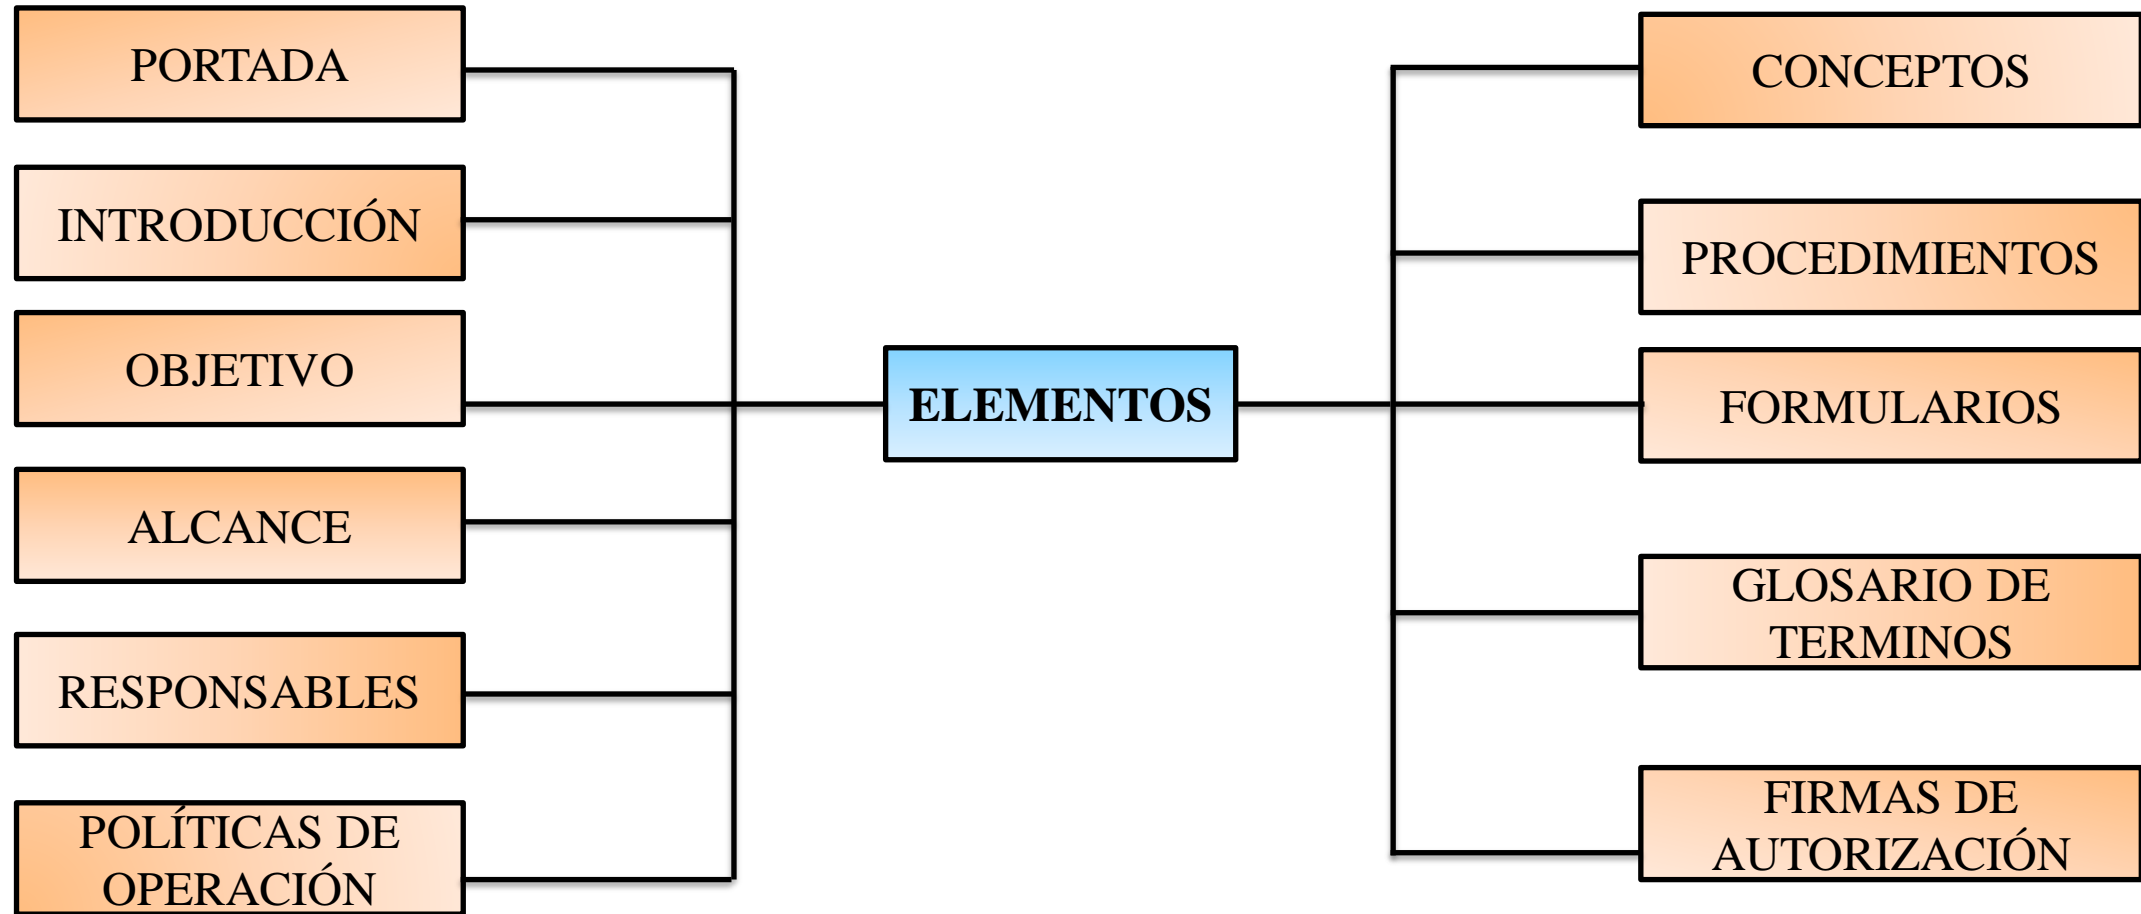 PORTADA
INTRODUCCIÓN
OBJETIVO
ALCANCE
RESPONSABLES
POLÍTICAS DE
OPERACIÓN
ELEMENTOS
CONCEPTOS
PROCEDIMIENTOS
FORMULARIOS
GLOSARIO DE
TERMINOS
FIRMAS DE
AUTORIZACIÓN